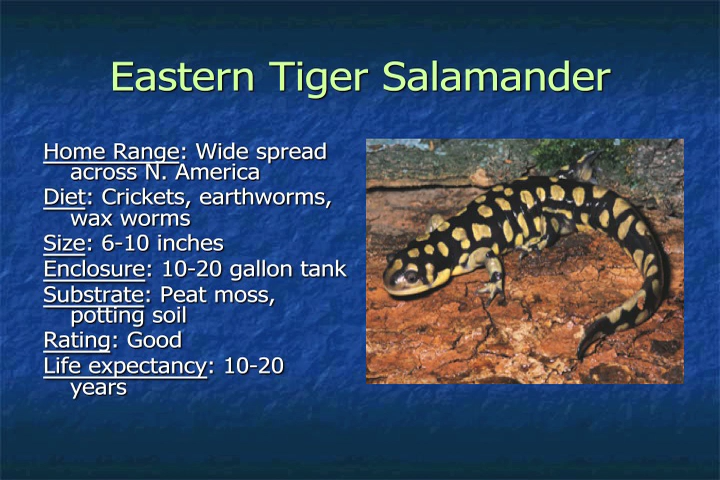 Eastern Tiger Salamander
Home Range: Wide spread
across N. America
Diet: Crickets, earthworms,
wax worms
Size: 6-10 inches
Enclosure: 10-20 gallon tank
Substrate: Peat moss,
potting soil
Rating: Good
Life expectancy: 10-20
years